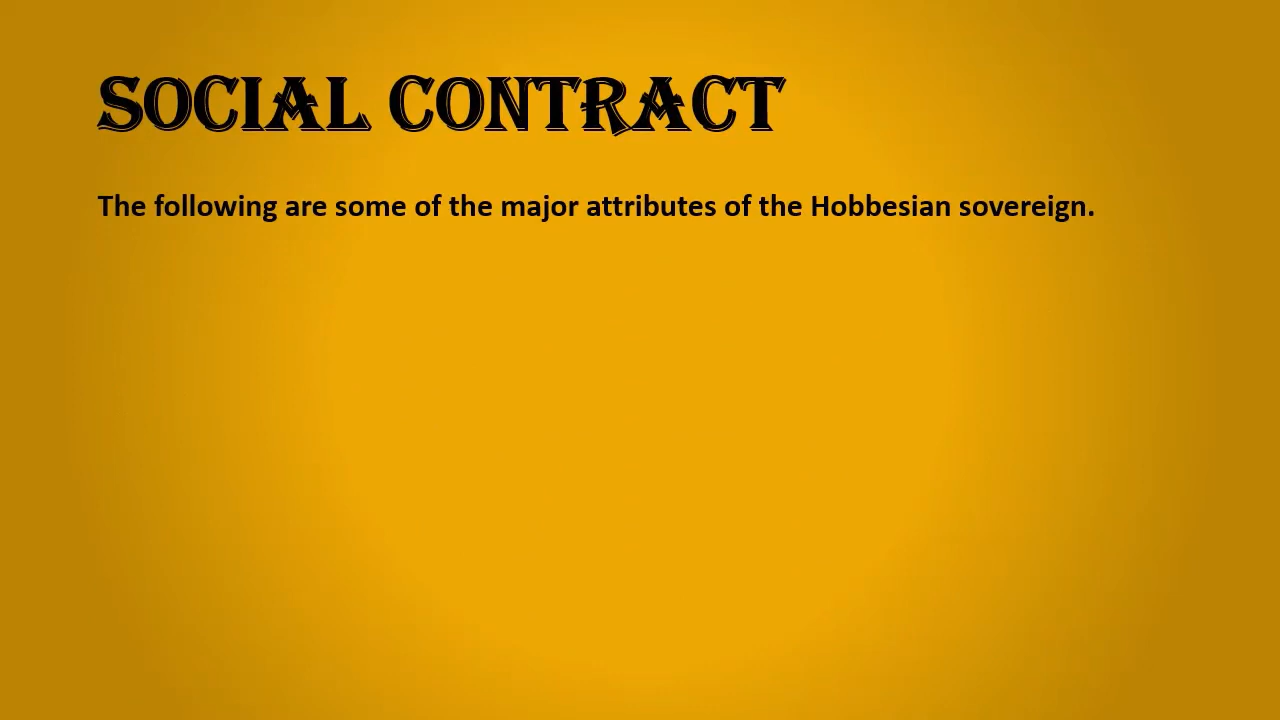 SOCIAL CONTRACT
The following are some of the major attributes of the Hobbesian sovereign.